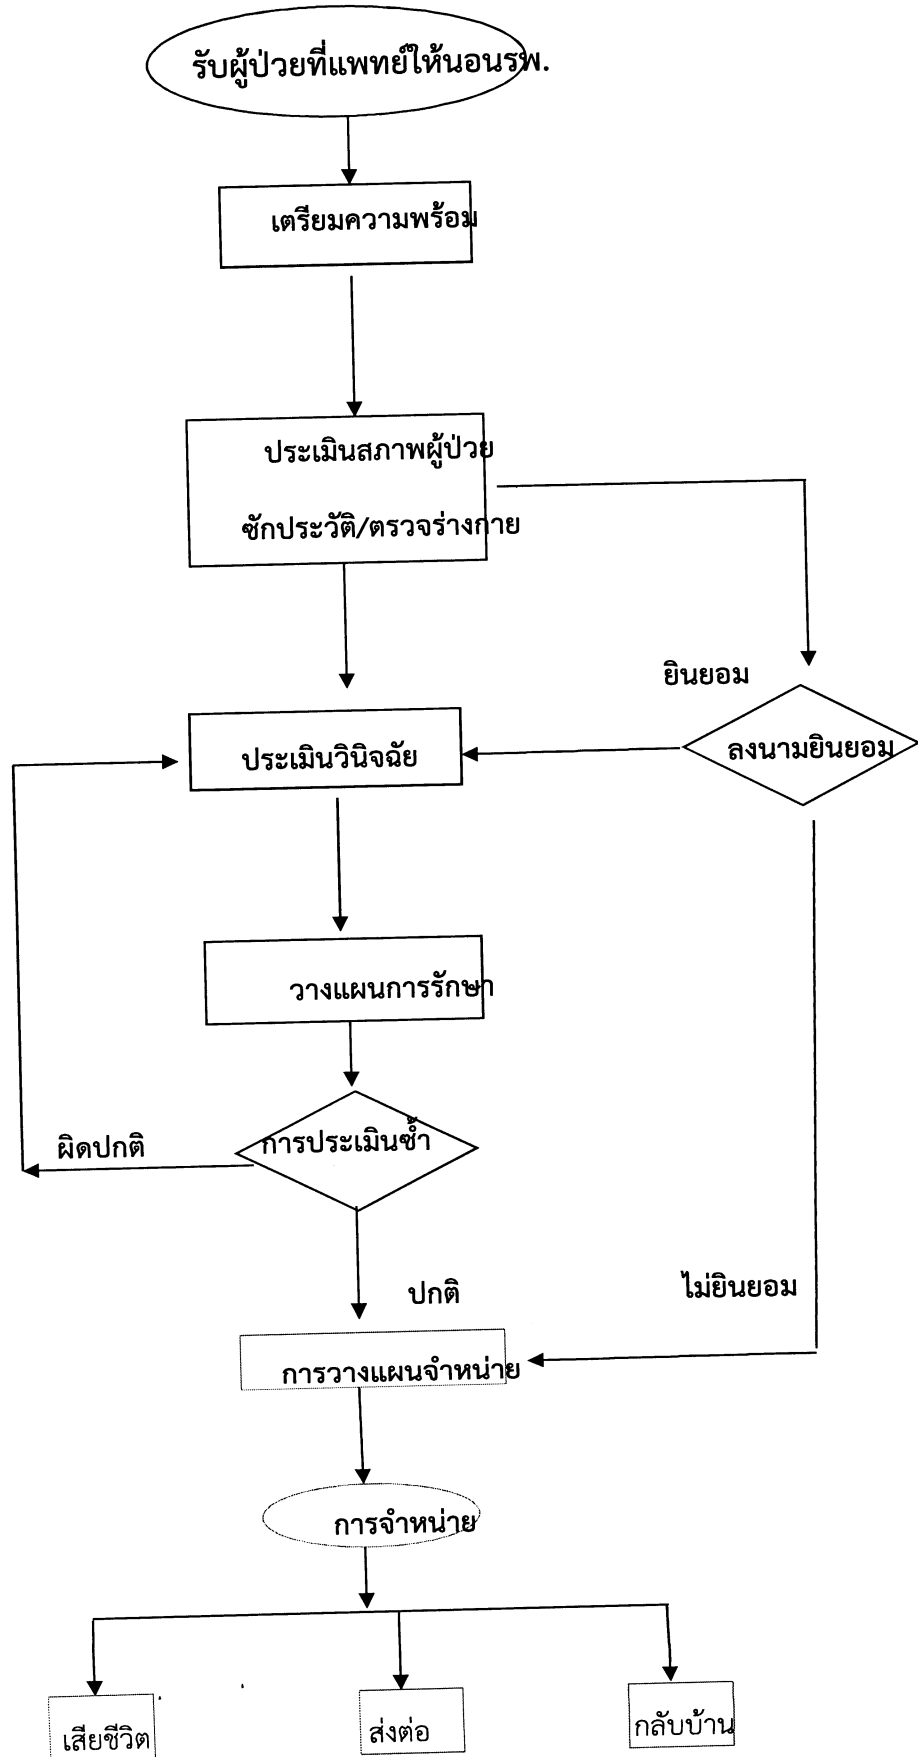 รับผู้ป่วยที่แพทย์ให้นอนรพ.
เตรียมความพร้อม
ประเมินสภาพผู้ป่วย
ซักประวัติ/ตรวจร่างกาย
ยินยอม
ลงนามยินยอม
ประเมินวินิจฉัย
วางแผนการรักษา
การประเมินซ้ำ
ผิดปกติ
ปกติ
ไม่ยินยอม
การวางแผนจำหน่าย
การจำหน่าย
เสียชีวิต
ส่งต่อ
กลับบ้าน